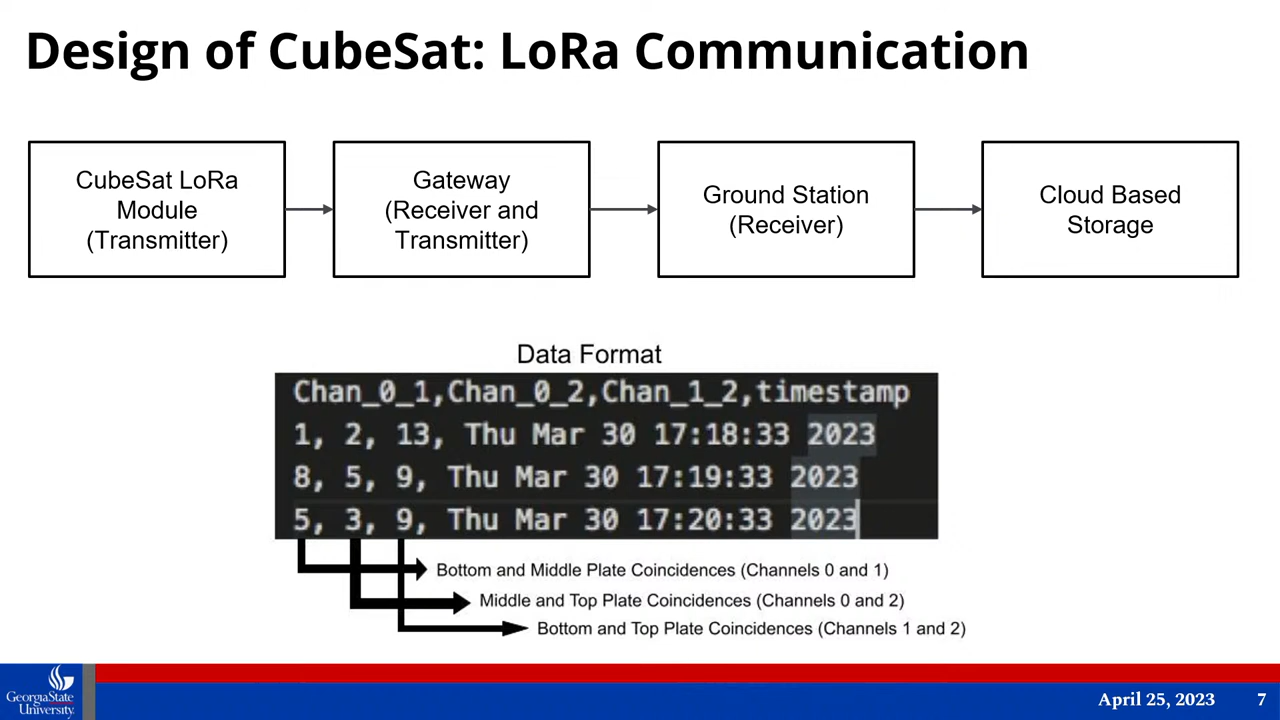 Design of CubeSat: LoRa Communication
CubeSat LoRa
Module
(Transmitter)
Gateway
(Receiver and
Transmitter)
Ground Station
(Receiver)
Cloud Based
Storage
Data Format
Chan_0_1,Chan_0_2,Chan_1_2,timestamp
1, 2, 13, Thu Mar 30 17:18:33 2023
8, 5, 9, Thu Mar 30 17:19:33 2023
5, 3, 9, Thu Mar 30 17:20:33 2023
Bottom and Middle Plate Coincidences (Channels 0 and 1)
Middle and Top Plate Coincidences (Channels 0 and 2)
Bottom and Top Plate Coincidences (Channels 1 and 2)
GeorgiaState
University
April 25, 2023 7